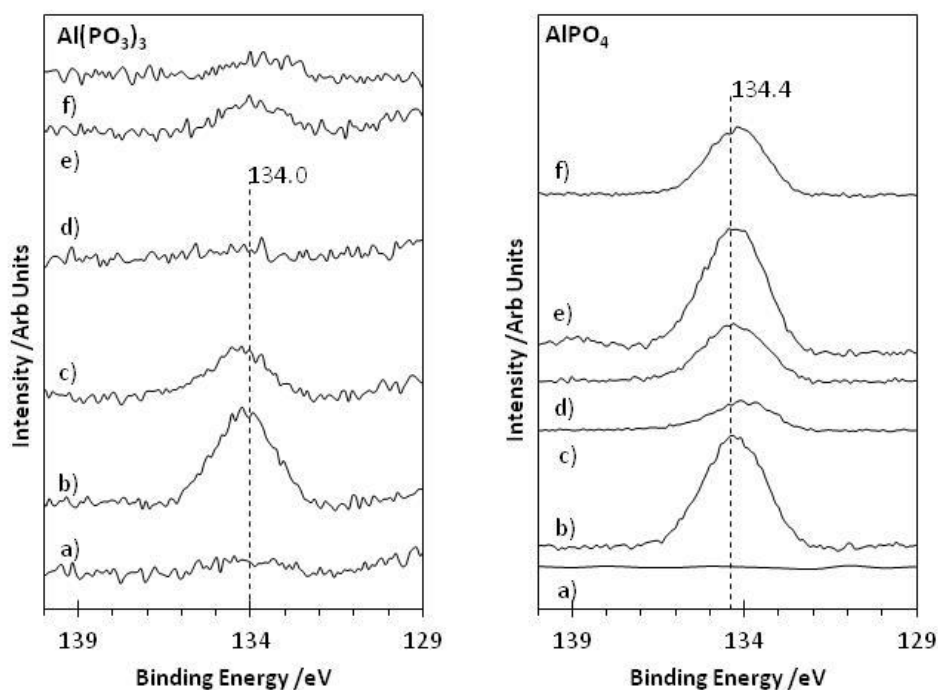 Al(PO₃)₃
f)
e)
134.0
d)
c)
b)
a)
139
134
129
Intensity /Arb Units
Binding Energy /eV
AlPO₄
134.4
f)
e)
d)
c)
b)
a)
139
134
129
Intensity /Arb Units
Binding Energy /eV